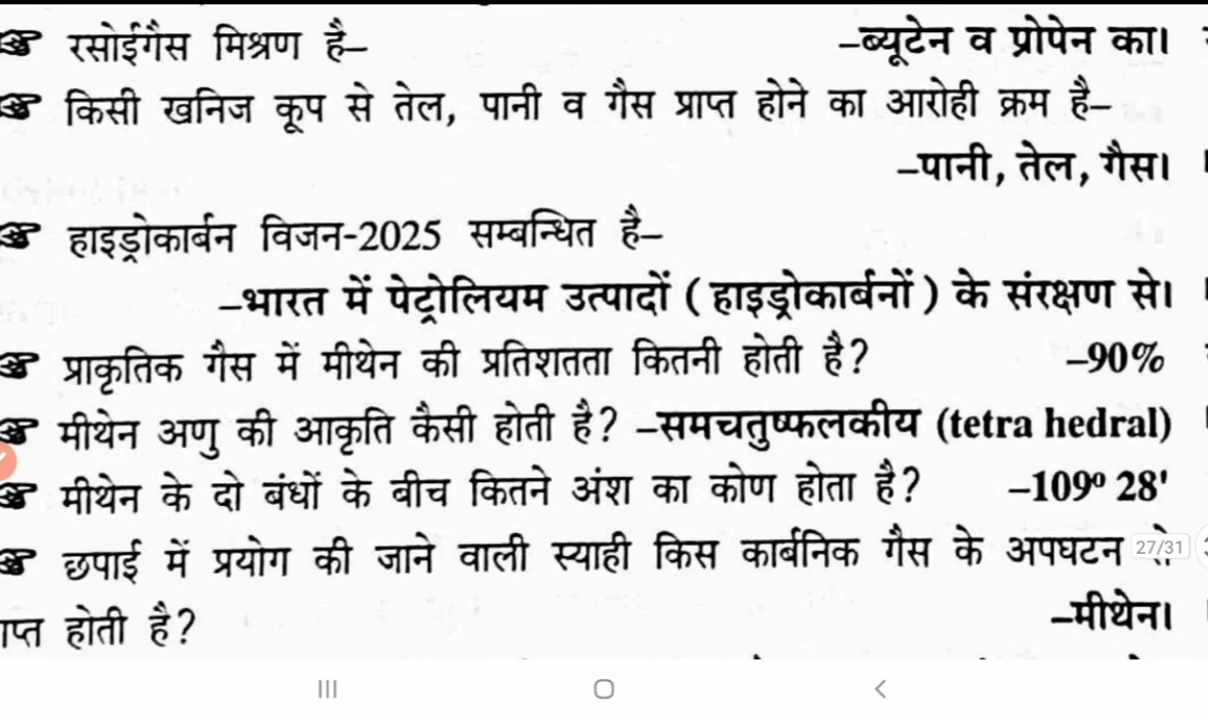 रसोईगैस मिश्रण है– –ब्यूटेन व प्रोपेन का।
किसी खनिज कूप से तेल, पानी व गैस प्राप्त होने का आरोही क्रम है–
–पानी, तेल, गैस।
हाइड्रोकार्बन विजन-2025 सम्बन्धित है–
–भारत में पेट्रोलियम उत्पादों (हाइड्रोकार्बनों) के संरक्षण से।
प्राकृतिक गैस में मीथेन की प्रतिशतता कितनी होती है? –90%
मीथेन अणु की आकृति कैसी होती है? –समचतुष्फलकीय (tetra hedral)
मीथेन के दो बंधों के बीच कितने अंश का कोण होता है? –109º 28'
छपाई में प्रयोग की जाने वाली स्याही किस कार्बनिक गैस के अपघटन 27/31
होती है? –मीथेन।